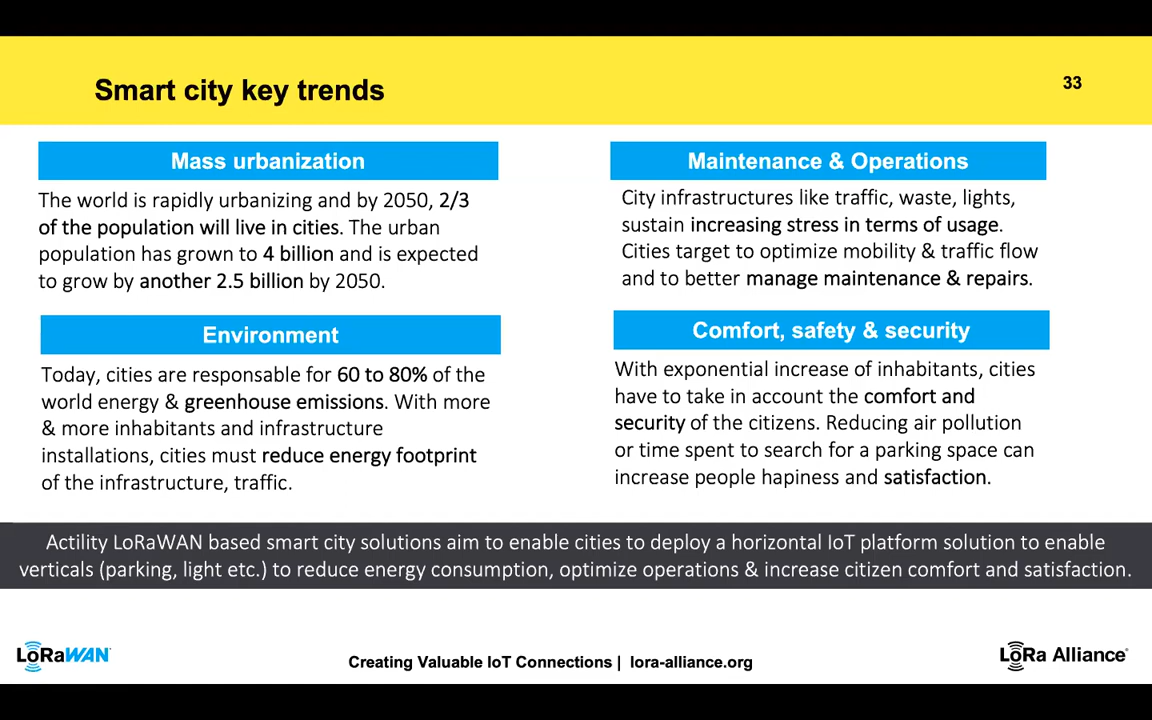 Smart city key trends
33
Mass urbanization
The world is rapidly urbanizing and by 2050, 2/3
of the population will live in cities. The urban
population has grown to 4 billion and is expected
to grow by another 2.5 billion by 2050.
Environment
Today, cities are responsable for 60 to 80% of the
world energy & greenhouse emissions. With more
& more inhabitants and infrastructure
installations, cities must reduce energy footprint
of the infrastructure, traffic.
Maintenance & Operations
City infrastructures like traffic, waste, lights,
sustain increasing stress in terms of usage.
Cities target to optimize mobility & traffic flow
and to better manage maintenance & repairs.
Comfort, safety & security
With exponential increase of inhabitants, cities
have to take in account the comfort and
security of the citizens. Reducing air pollution
or time spent to search for a parking space can
increase people hapiness and satisfaction.
Actility LoRaWAN based smart city solutions aim to enable cities to deploy a horizontal IoT platform solution to enable
verticals (parking, light etc.) to reduce energy consumption, optimize operations & increase citizen comfort and satisfaction.
LoRaWAN
Creating Valuable IoT Connections | lora-alliance.org
LoRa Alliance